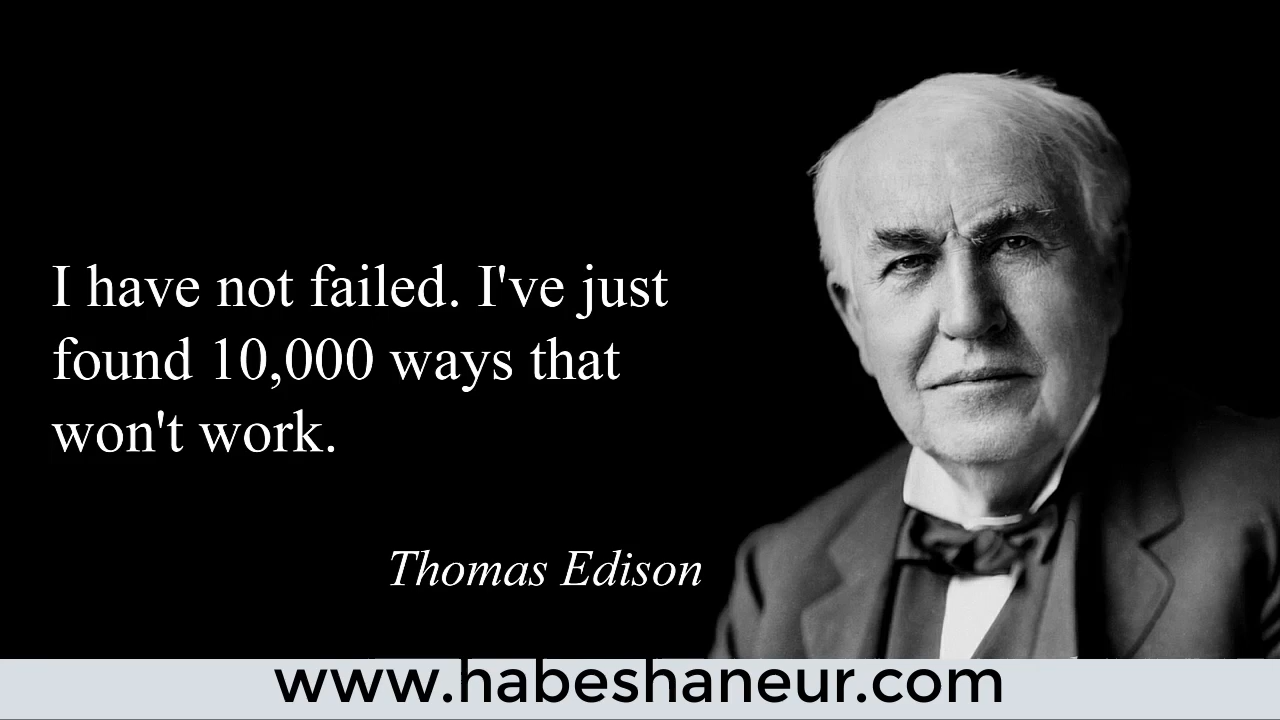 I have not failed. I've just
found 10,000 ways that
won't work.
Thomas Edison
www.habeshaneur.com